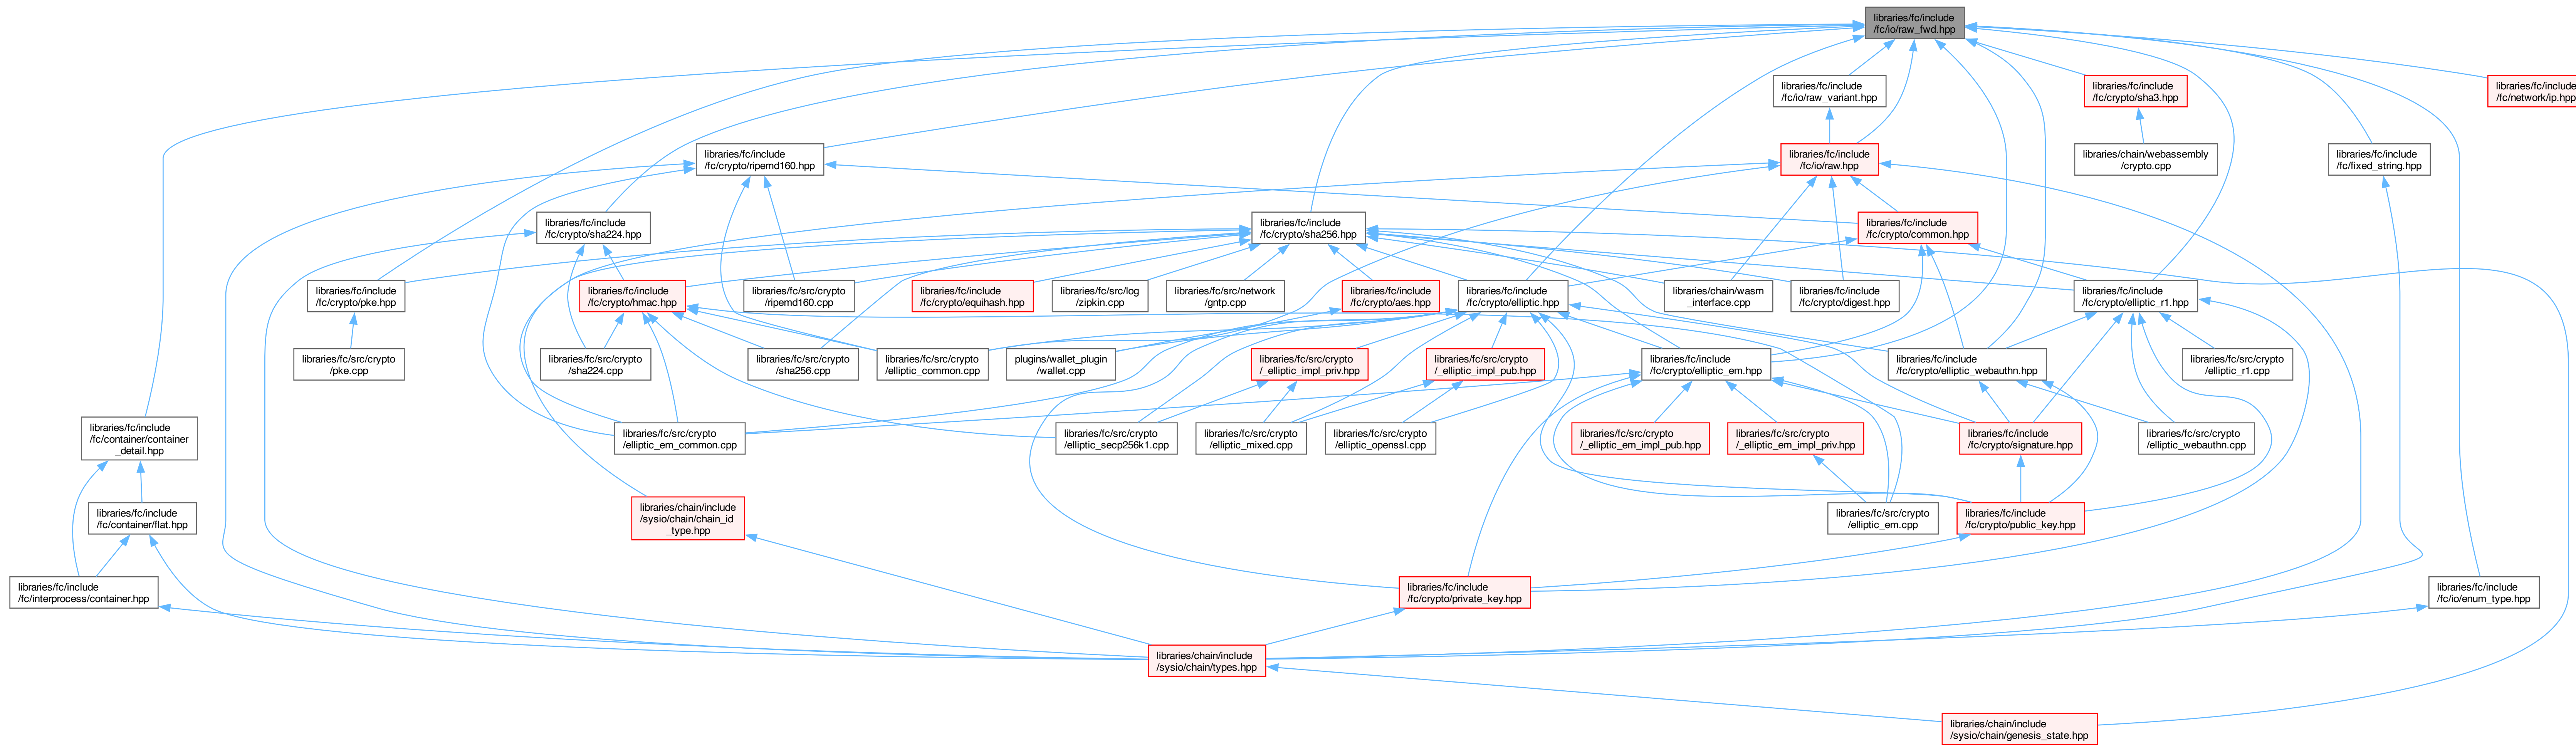 libraries/fc/include
/fc/io/raw_fwd.hpp
libraries/fc/include
/fc/io/raw_variant.hpp
libraries/fc/include
/fc/crypto/sha3.hpp
libraries/fc/include
/fc/network/ip.hpp
libraries/fc/include
/fc/crypto/ripemd160.hpp
libraries/fc/include
/fc/io/raw.hpp
libraries/chain/webassembly
/crypto.cpp
libraries/fc/include
/fc/fixed_string.hpp
libraries/fc/include
/fc/crypto/sha224.hpp
libraries/fc/include
/fc/crypto/sha256.hpp
libraries/fc/include
/fc/crypto/common.hpp
libraries/fc/include
/fc/crypto/pke.hpp
libraries/fc/include
/fc/crypto/hmac.hpp
libraries/fc/src/crypto
/ripemd160.cpp
libraries/fc/include
/fc/crypto/equihash.hpp
libraries/fc/src/log
/zipkin.cpp
libraries/fc/src/network
/gntp.cpp
libraries/fc/include
/fc/crypto/aes.hpp
libraries/fc/include
/fc/crypto/elliptic.hpp
libraries/chain/wasm
_interface.cpp
libraries/fc/include
/fc/crypto/digest.hpp
libraries/fc/include
/fc/crypto/elliptic_r1.hpp
libraries/fc/src/crypto
/pke.cpp
libraries/fc/src/crypto
/sha224.cpp
libraries/fc/src/crypto
/sha256.cpp
libraries/fc/src/crypto
/elliptic_common.cpp
plugins/wallet_plugin
/wallet.cpp
libraries/fc/src/crypto
/_elliptic_impl_priv.hpp
libraries/fc/src/crypto
/_elliptic_impl_pub.hpp
libraries/fc/include
/fc/crypto/elliptic_em.hpp
libraries/fc/include
/fc/crypto/elliptic_webauthn.hpp
libraries/fc/src/crypto
/elliptic_r1.cpp
libraries/fc/include
/fc/container/container
_detail.hpp
libraries/fc/src/crypto
/elliptic_em_common.cpp
libraries/fc/src/crypto
/elliptic_secp256k1.cpp
libraries/fc/src/crypto
/elliptic_mixed.cpp
libraries/fc/src/crypto
/elliptic_openssl.cpp
libraries/fc/src/crypto
/_elliptic_em_impl_pub.hpp
libraries/fc/src/crypto
/_elliptic_em_impl_priv.hpp
libraries/fc/include
/fc/crypto/signature.hpp
libraries/fc/src/crypto
/elliptic_webauthn.cpp
libraries/fc/include
/fc/container/flat.hpp
libraries/chain/include
/sysio/chain/chain_id
_type.hpp
libraries/fc/src/crypto
/elliptic_em.cpp
libraries/fc/include
/fc/crypto/public_key.hpp
libraries/fc/include
/fc/interprocess/container.hpp
libraries/fc/include
/fc/crypto/private_key.hpp
libraries/fc/include
/fc/io/enum_type.hpp
libraries/chain/include
/sysio/chain/types.hpp
libraries/chain/include
/sysio/chain/genesis_state.hpp